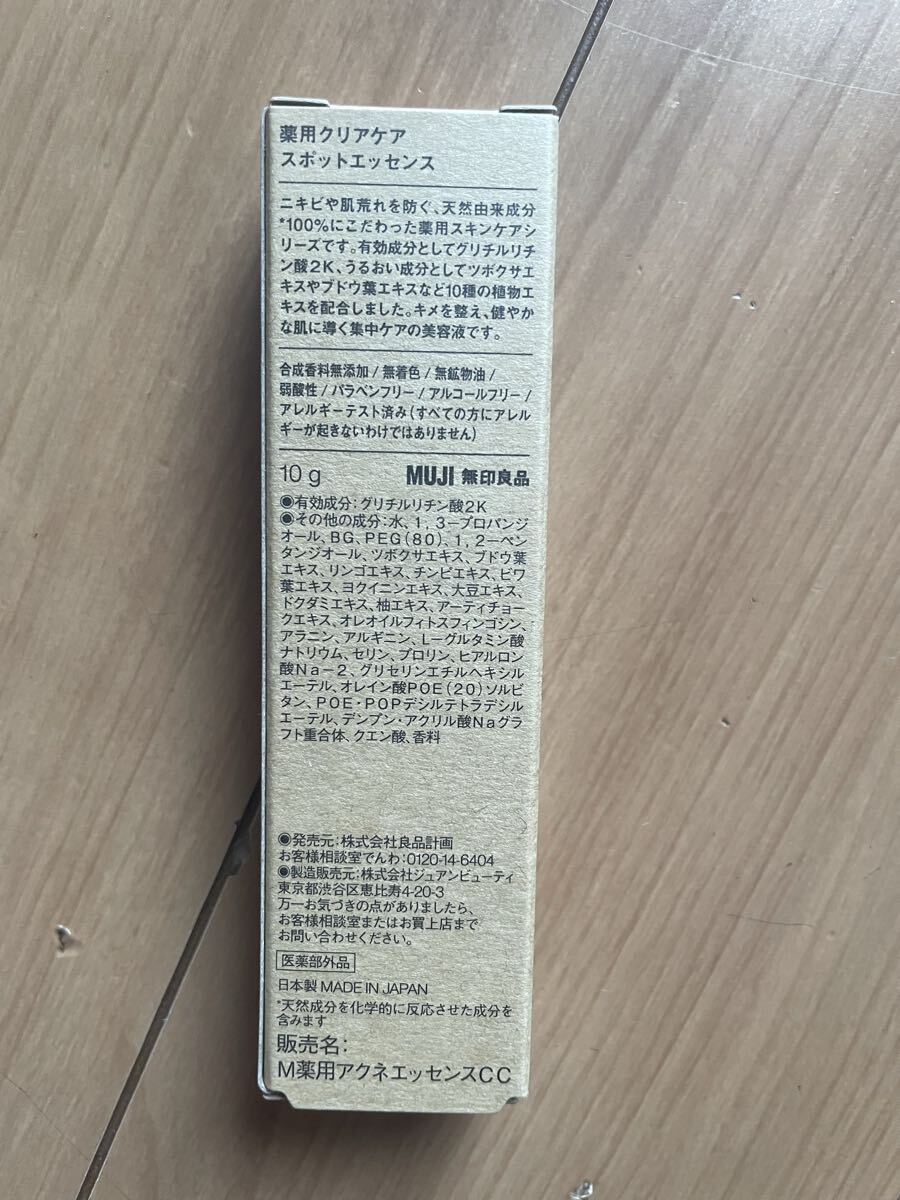 薬用クリアケア
スポットエッセンス
ニキビや肌荒れを防ぐ、天然由来成分
*100%にこだわった薬用スキンケアシ
リーズです。有効成分としてグリチルリチ
ン酸2K、うるおい成分としてツボクサエ
キスやブドウ葉エキスなど10種の植物エ
キスを配合しました。キメを整え、健やか
な肌に導く集中ケアの美容液です。
合成香料無添加/無着色/無鉱物油/
弱酸性/パラベンフリー/アルコールフリー/
アレルギーテスト済み(すべての方にアレル
ギーが起きないわけではありません)
10g MUJI 無印良品
●有効成分:グリチルリチン酸2K
●その他の成分:水、1,3−プロパンジ
オール、BG、PEG(80)、1,2−ペン
タンジオール、ツボクサエキス、ブドウ葉
エキス、リンゴエキス、チンピエキス、ビワ
葉エキス、ヨクイニンエキス、大豆エキス、
ドクダミエキス、柚エキス、アーティチョー
クエキス、オレオイルフィトスフィンゴシン、
アラニン、アルギニン、L−グルタミン酸
ナトリウム、セリン、プロリン、ヒアルロン
酸Na−2、グリセリンエチルヘキシル
エーテル、オレイン酸POE(20)ソルビ
タン、POE・POPデシルテトラデシル
エーテル、デンプン・アクリル酸Naグラ
フト重合体、クエン酸、香料
●発売元:株式会社良品計画
お客様相談室でんわ:0120-14-6404
●製造販売元:株式会社ジュアンビューティ
東京都渋谷区恵比寿4-20-3
万一お気づきの点がありましたら、
お客様相談室またはお買上店まで
お問い合わせください。
医薬部外品
日本製 MADE IN JAPAN
*天然成分を化学的に反応させた成分を
含みます
販売名:
M薬用アクネエッセンスCC